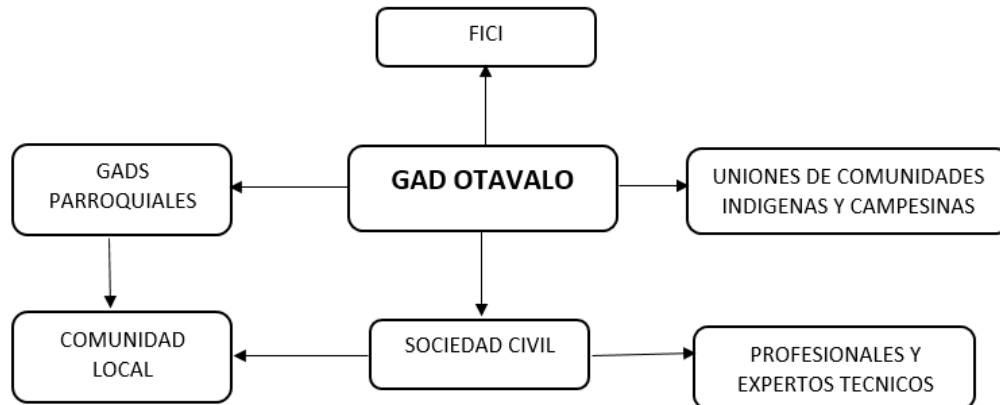 FICI
GADS
PARROQUIALES
GAD OTAVALO
UNIONES DE COMUNIDADES
INDIGENAS Y CAMPESINAS
COMUNIDAD
LOCAL
SOCIEDAD CIVIL
PROFESIONALES Y
EXPERTOS TECNICOS